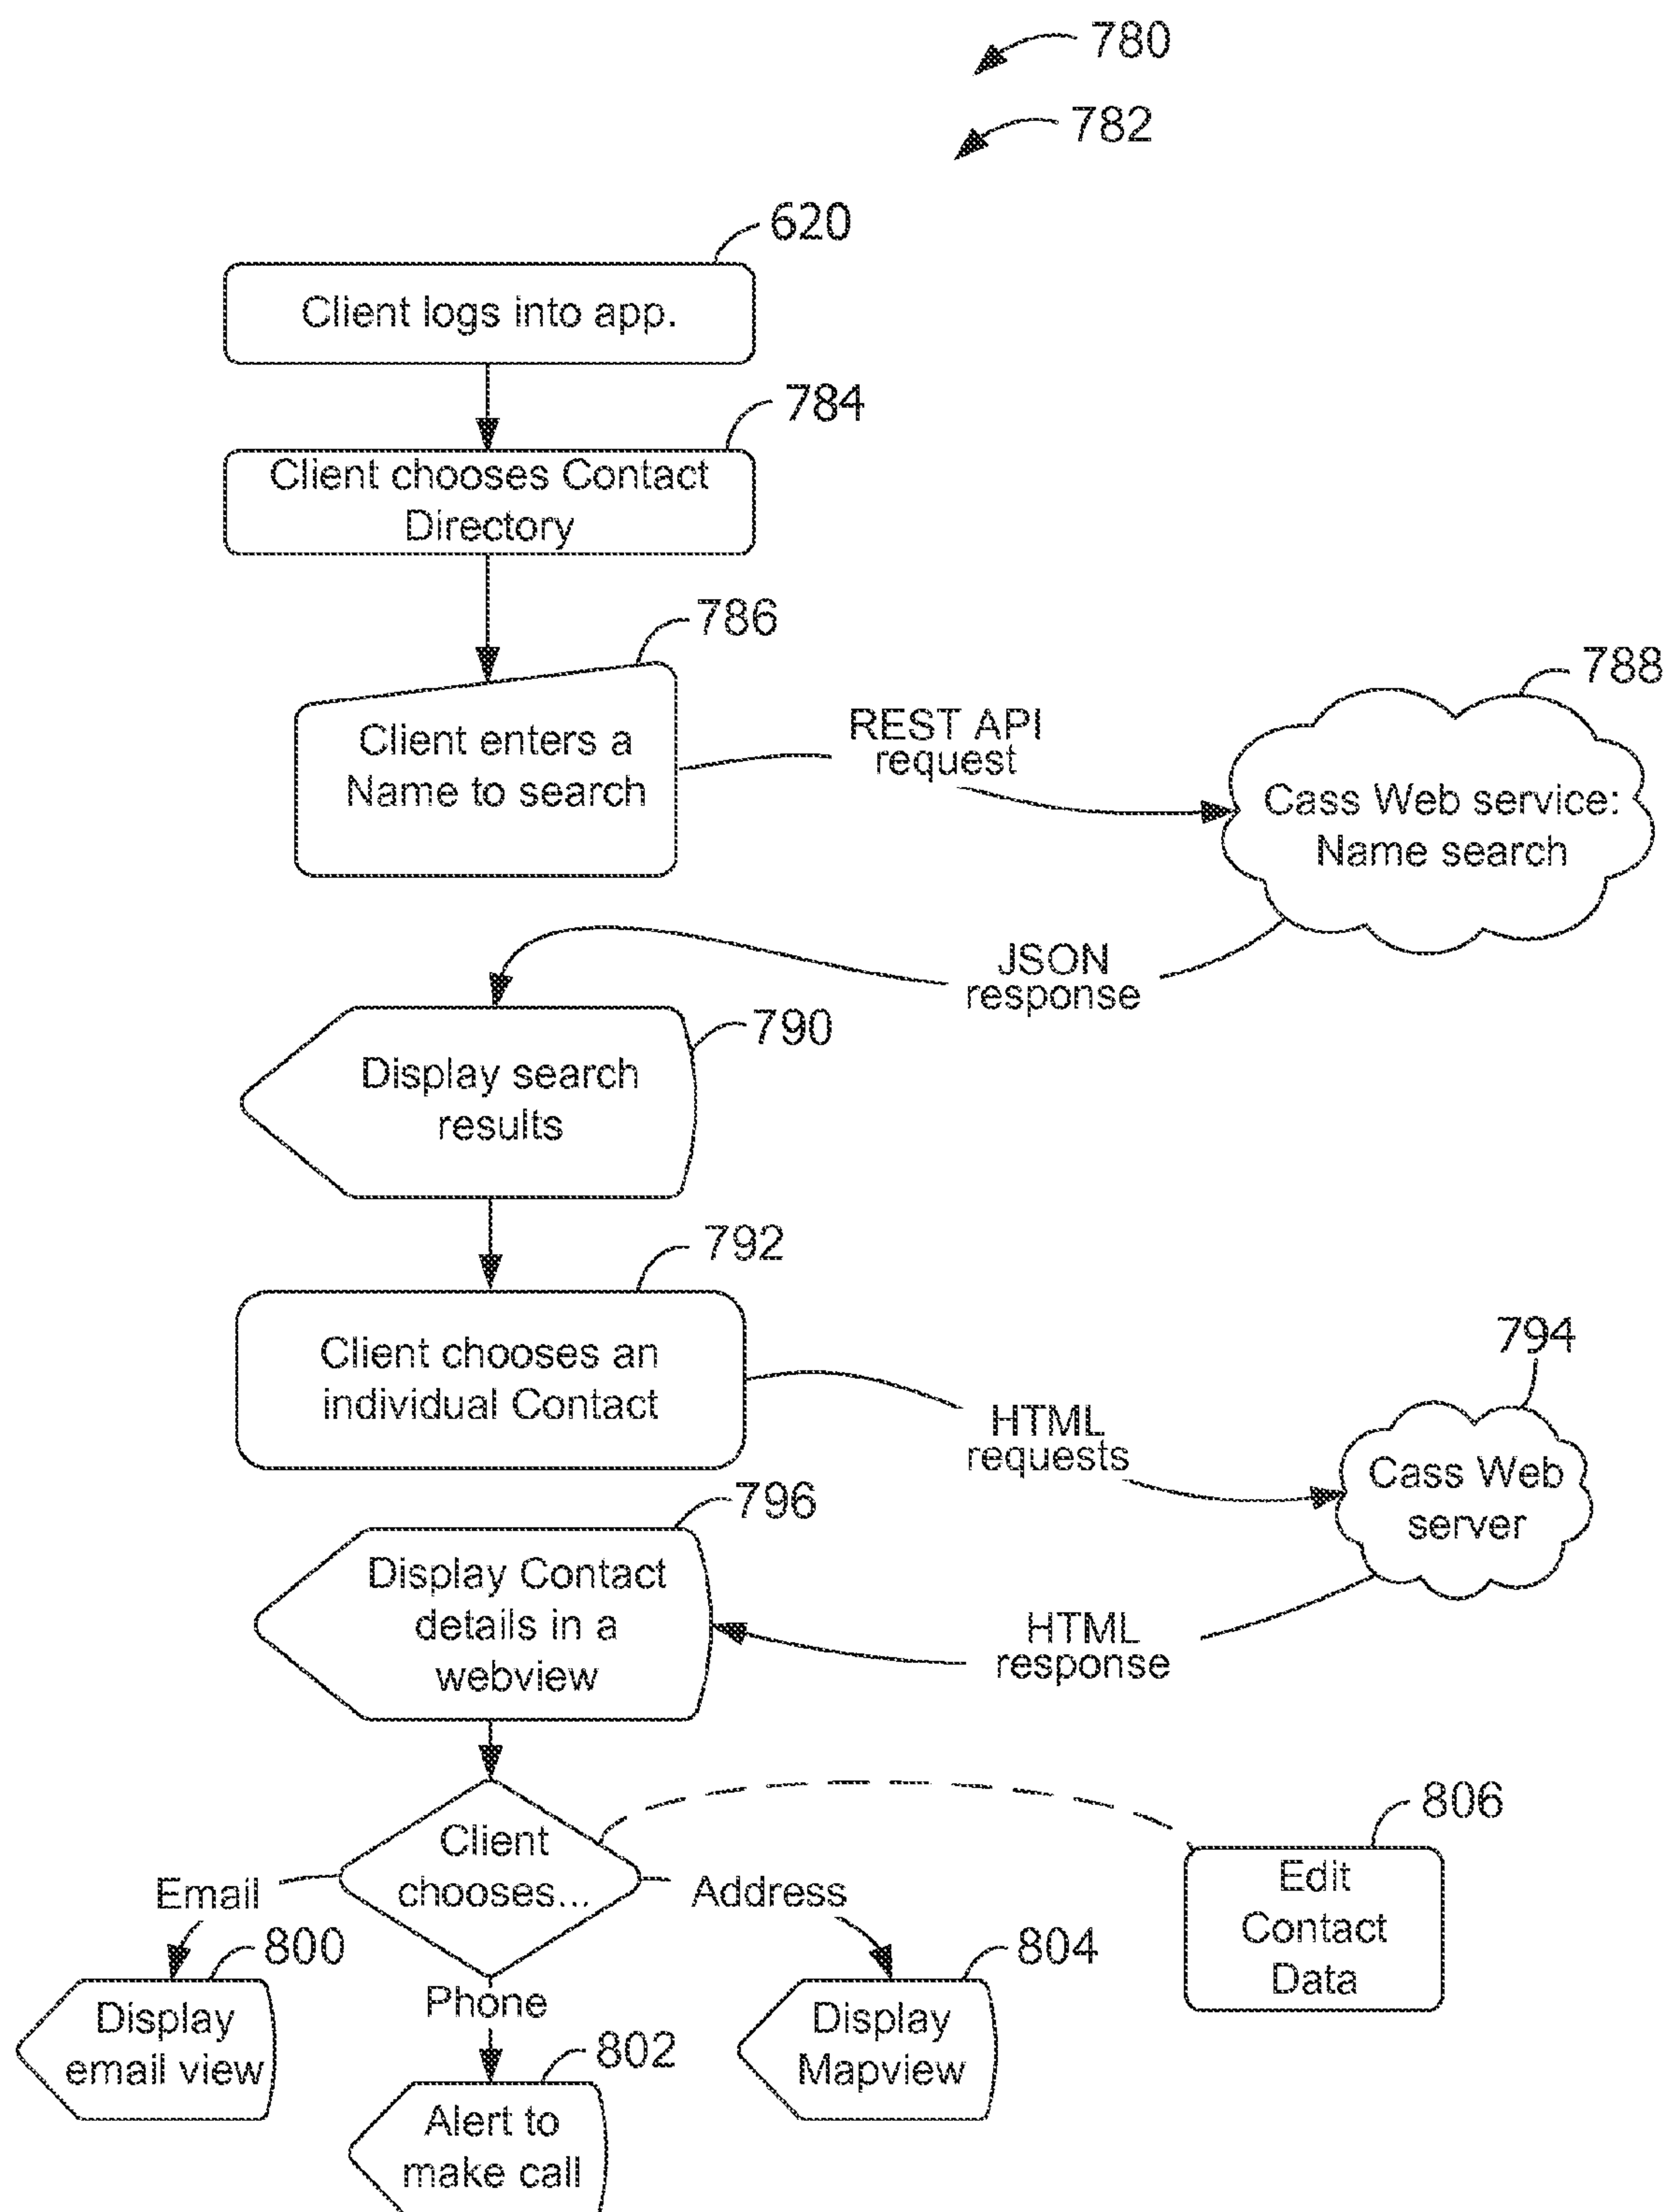 780
782
620
Client logs into app.
784
Client chooses Contact
Directory
786
Client enters a
Name to search
REST API
request
788
Cass Web service:
Name search
JSON
response
790
Display search
results
792
Client chooses an
individual Contact
HTML
requests
794
Cass Web
server
796
Display Contact
details in a
webview
HTML
response
Client
chooses...
Email
Address
Phone
806
Edit
Contact
Data
800
Display
email view
802
Alert to
make call
804
Display
Mapview